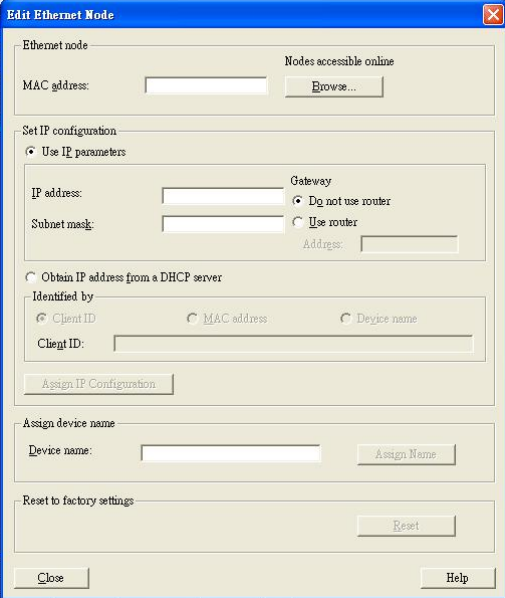 Edit Ethernet Node
Ethernet node
Nodes accessible online
MAC address:
Browse...
Set IP configuration
Use IP parameters
IP address:
Gateway
Do not use router
Subnet mask:
Use router
Address:
Obtain IP address from a DHCP server
Identified by
Client ID
MAC address
Device name
Client ID:
Assign IP Configuration
Assign device name
Device name:
Assign Name
Reset to factory settings
Reset
Close
Help